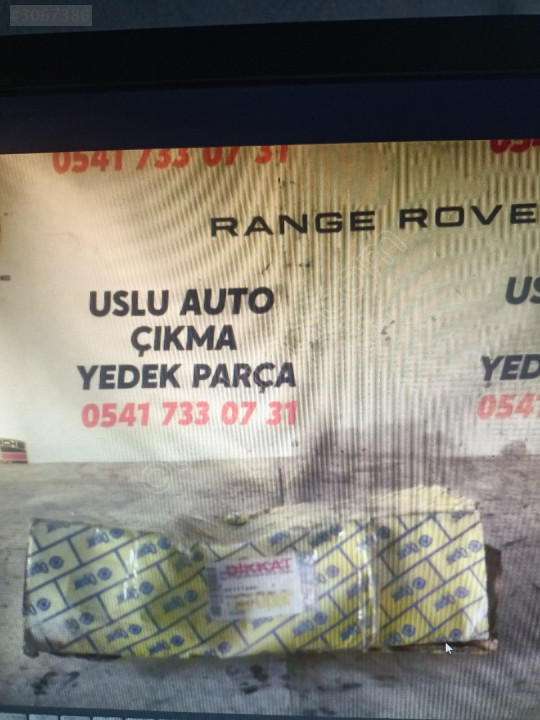 #3067380
0541 733 07 31
RANGE ROVE
USLU AUTO
ÇIKMA
YEDEK PARÇA
0541 733 07 31
US
YED
0541
DİKKAT